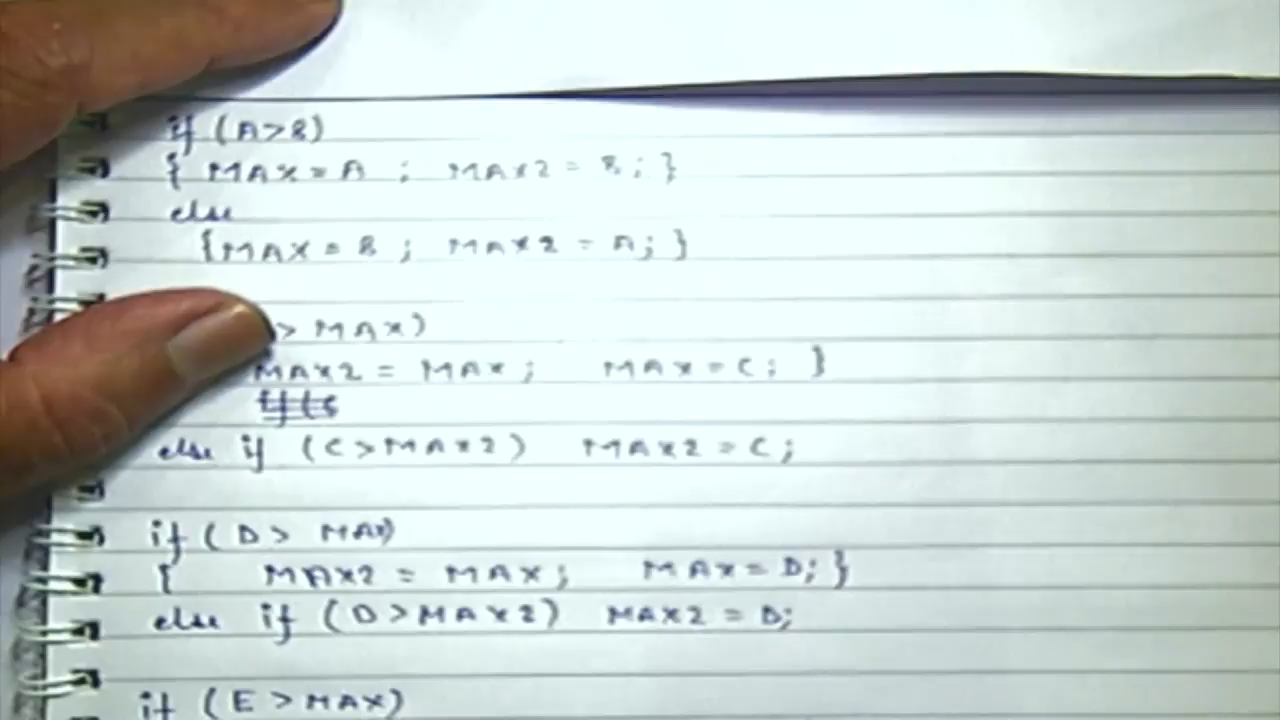 if (A>B)
{ MAX = A ; MAX2 = B ; }
else
{MAX = B ; MAX2 = A; }
> MAX)
MAX2 = MAX ; MAX = C ; }
else if (C > MAX2) MAX2 = C ;
if ( D > MAX)
{ MAX2 = MAX ; MAX = D; }
else if (D > MAX2) MAX2 = D;
if ( E > MAX)